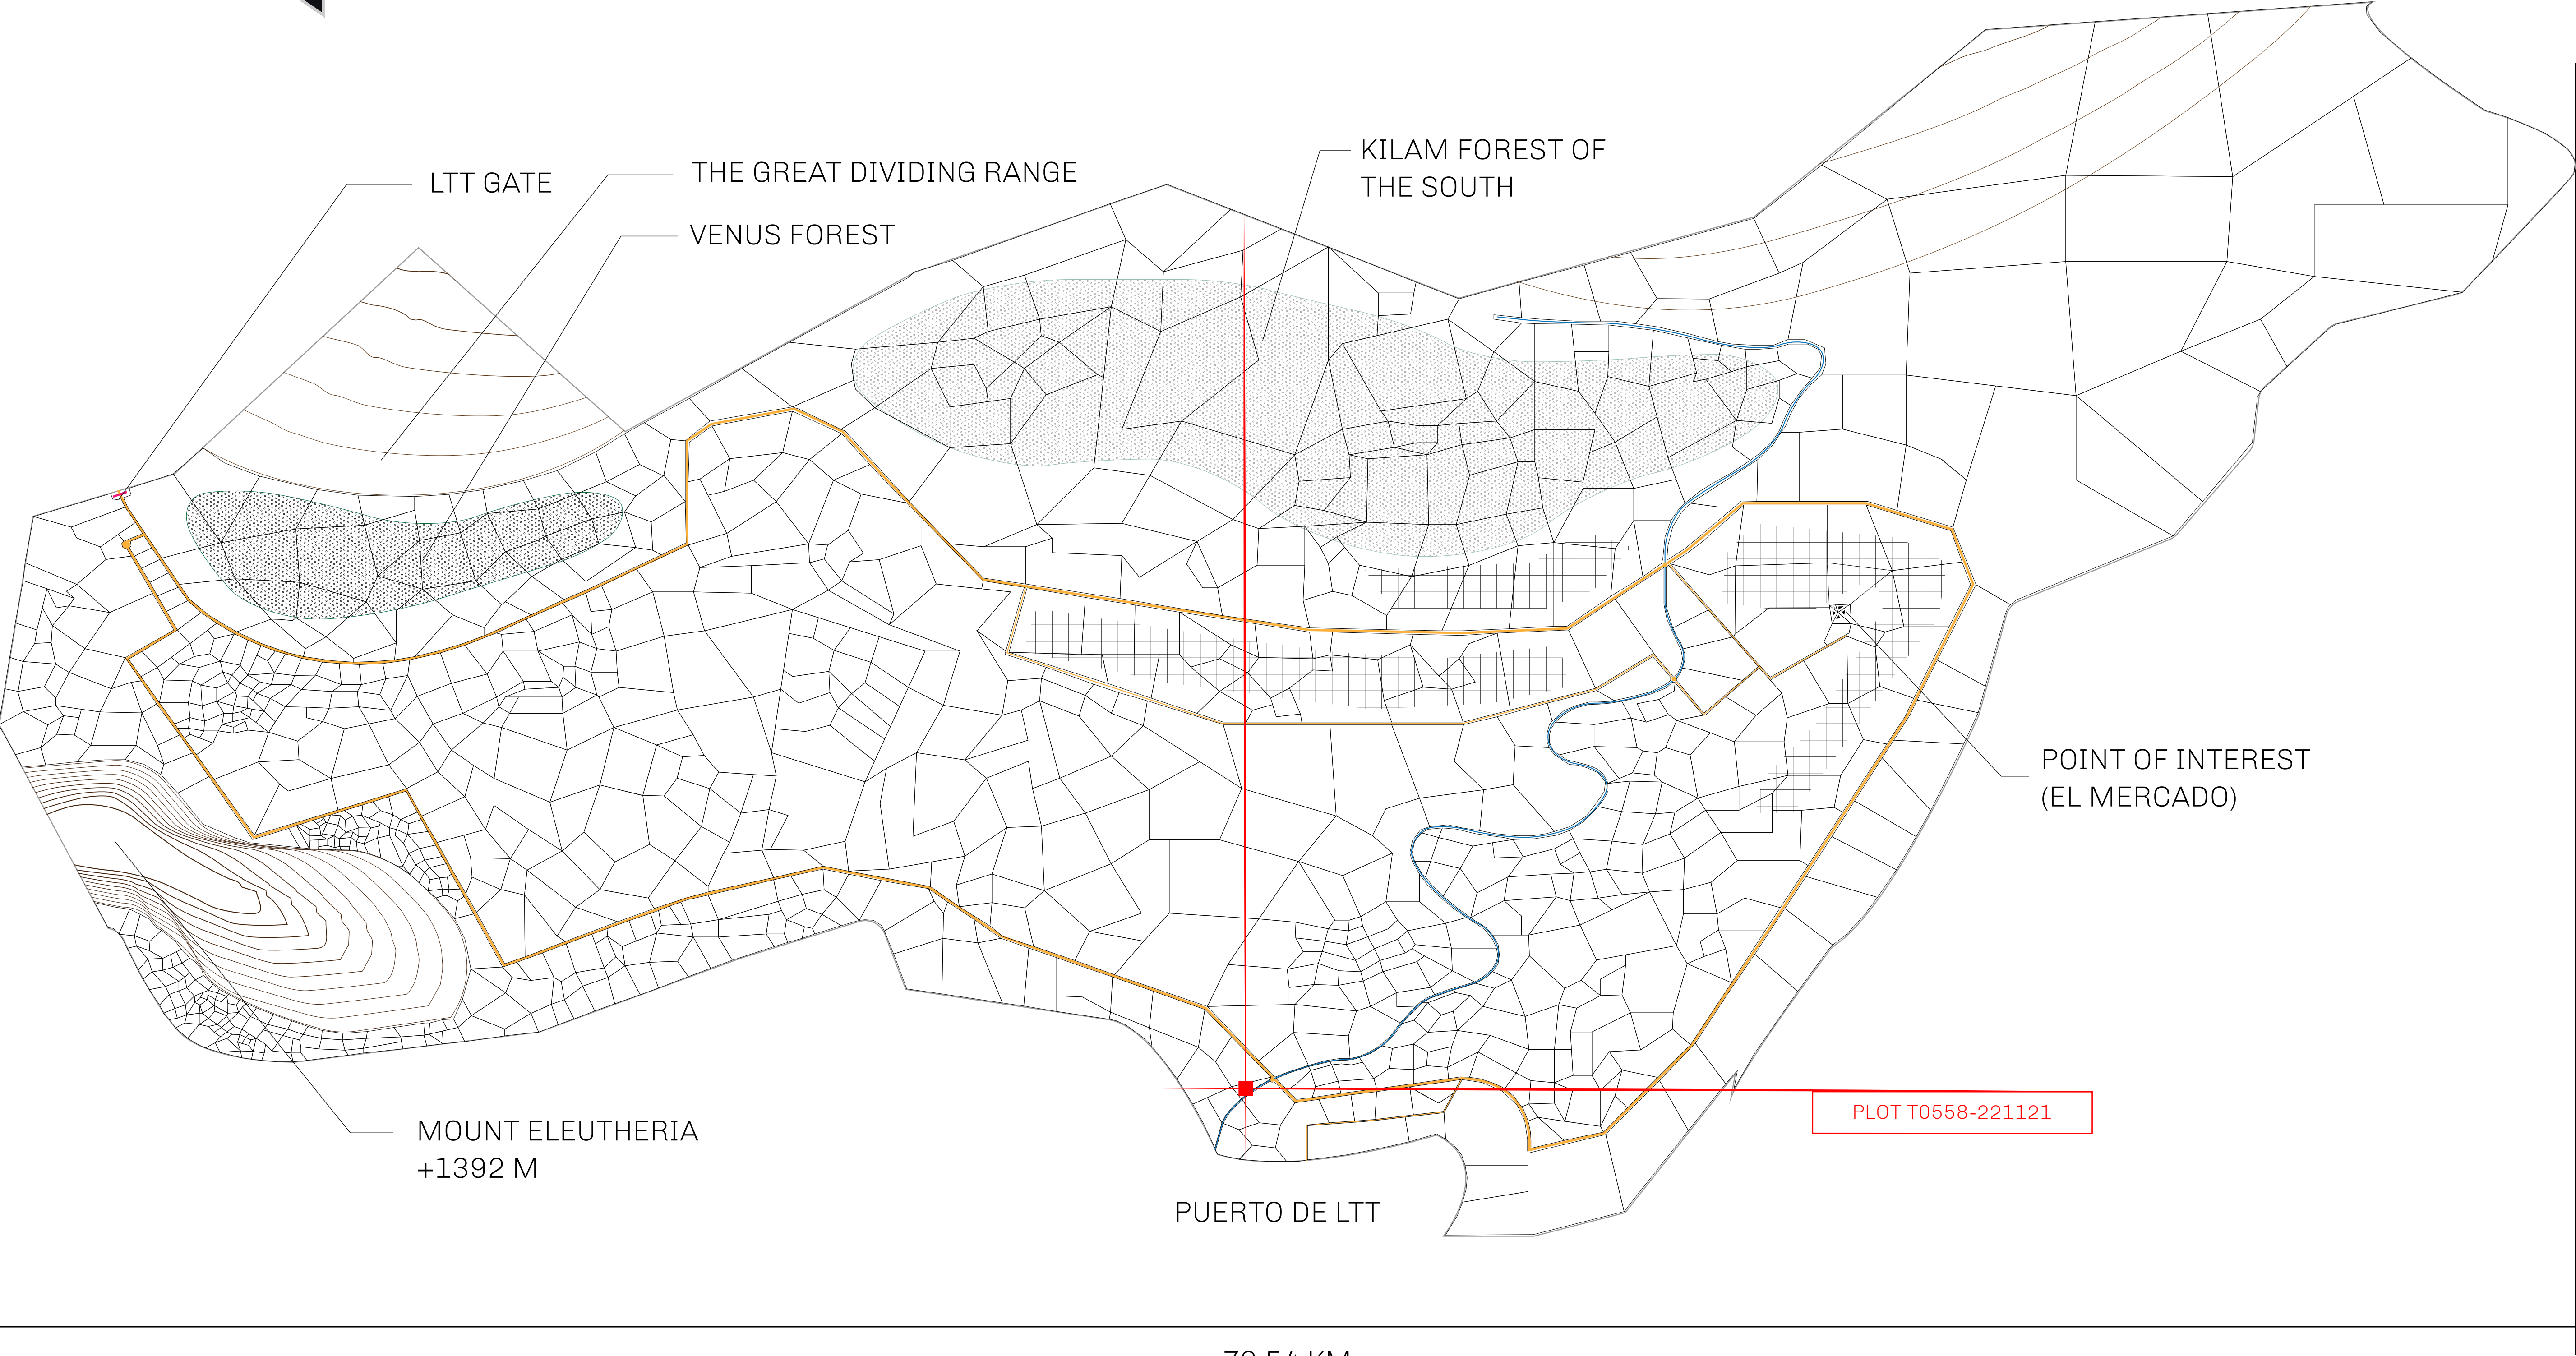 KILAM FOREST OF
THE SOUTH
THE GREAT DIVIDING RANGE
LTT GATE
VENUS FOREST
POINT OF INTEREST
(EL MERCADO)
PLOT T0558-221121
MOUNT ELEUTHERIA
+1392 M
PUERTO DE LTT
KM